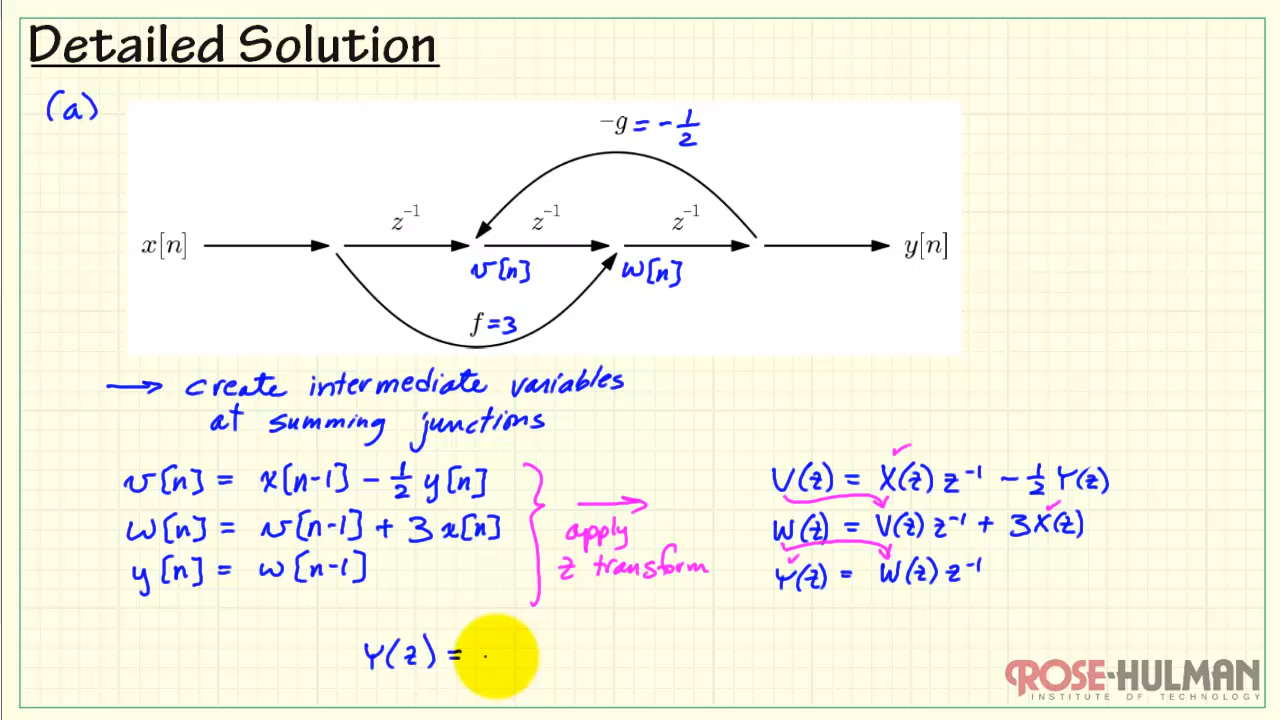 Detailed Solution
(a)
−g = − 1/2
z⁻¹ z⁻¹ z⁻¹
x[n] y[n]
v[n] w[n]
f = 3
→ create intermediate variables
at summing junctions
v[n] = x[n-1] − 1/2 y[n]
w[n] = v[n-1] + 3 x[n]
y[n] = w[n-1]
apply
z transform
V(z) = X(z) z⁻¹ − 1/2 Y(z)
W(z) = V(z) z⁻¹ + 3X(z)
Y(z) = W(z) z⁻¹
Y(z) =
ROSE-HULMAN
INSTITUTE OF TECHNOLOGY